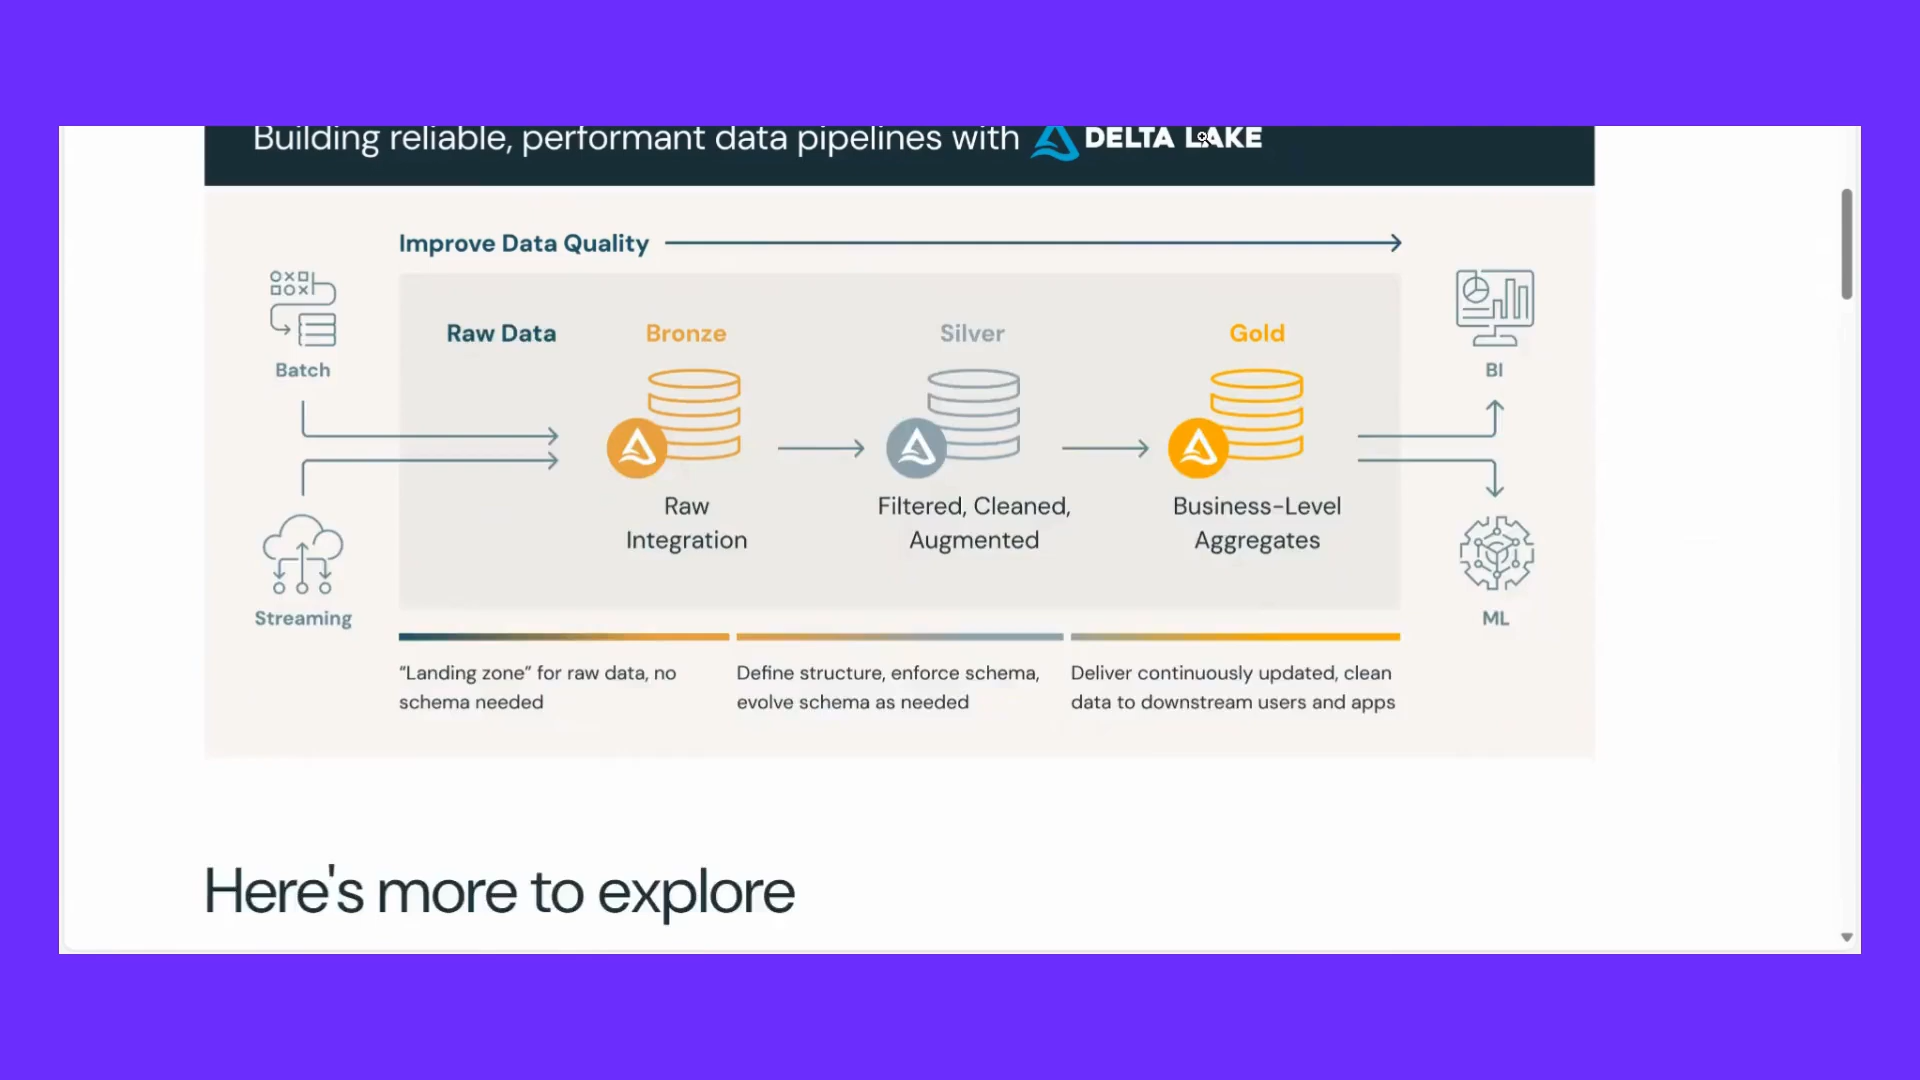 Building reliable, performant data pipelines with DELTA LAKE
Improve Data Quality
Raw Data
Bronze
Silver
Gold
Batch
BI
Raw
Integration
Filtered, Cleaned,
Augmented
Business-Level
Aggregates
Streaming
ML
“Landing zone” for raw data, no
schema needed
Define structure, enforce schema,
evolve schema as needed
Deliver continuously updated, clean
data to downstream users and apps
Here's more to explore